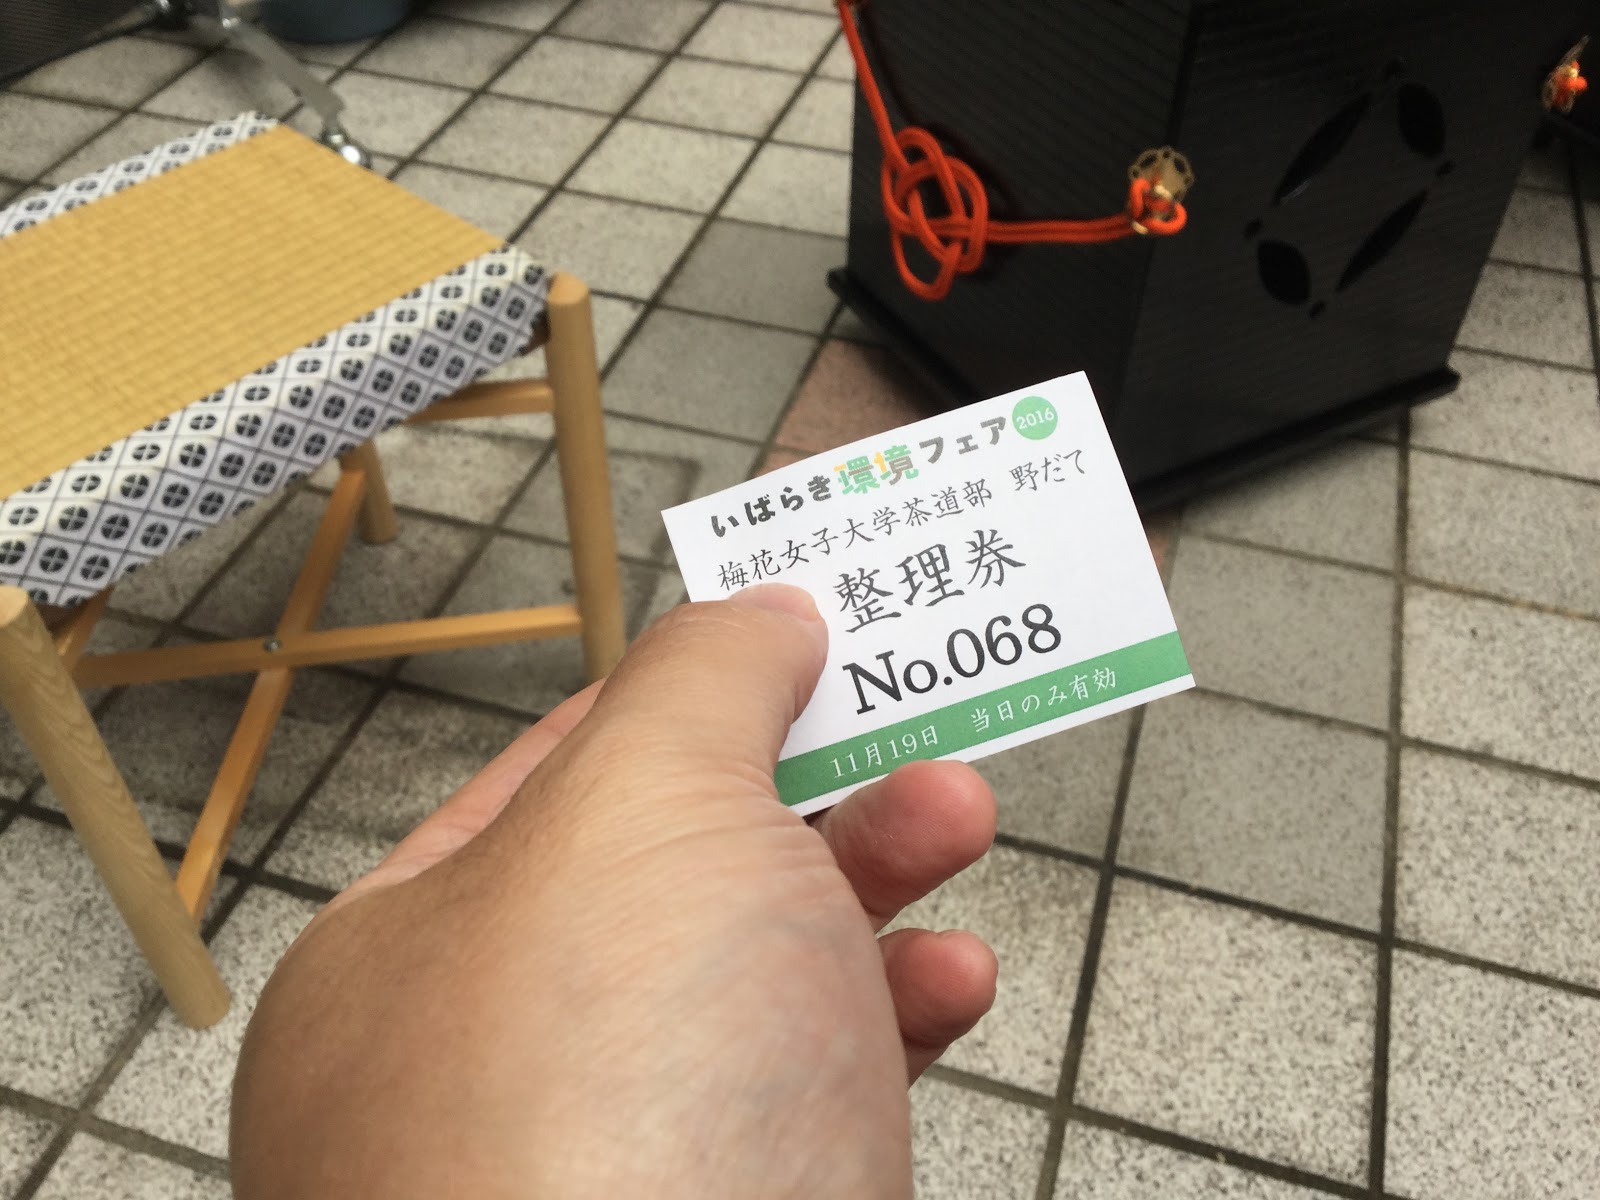 いばらき環境フェア 2016
梅花女子大学茶道部 野だて
整理券
No.068
11月19日 当日のみ有効